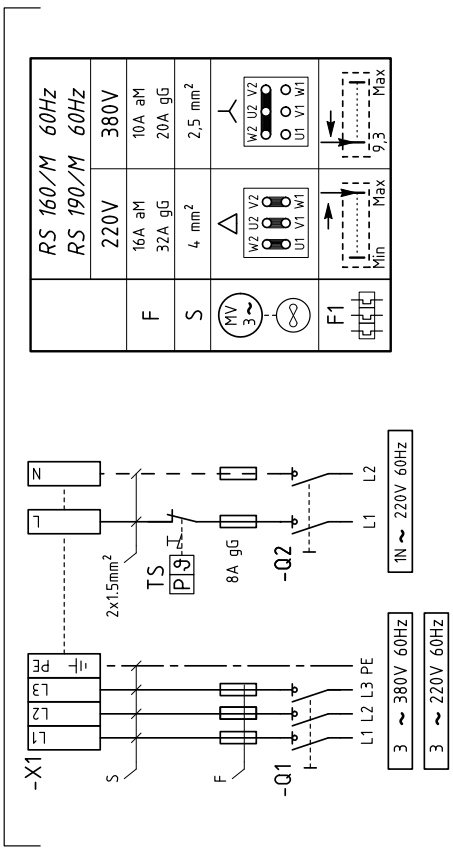 RS 160/M 60Hz
RS 190/M 60Hz
220V 380V
F 16A aM 10A aM
32A gG 20A gG
S 4 mm² 2,5 mm²
MV
3~
W2 U2 V2
U1 V1 W1
W2 U2 V2
U1 V1 W1
F1
Min Max
9,3 Max
-X1
L1 L2 L3 PE
L N
S
2x1.5mm²
TS
P ϑ
F
8A gG
-Q1
-Q2
L1 L2 L3 PE
L1 L2
3 ~ 380V 60Hz
3 ~ 220V 60Hz
1N ~ 220V 60Hz